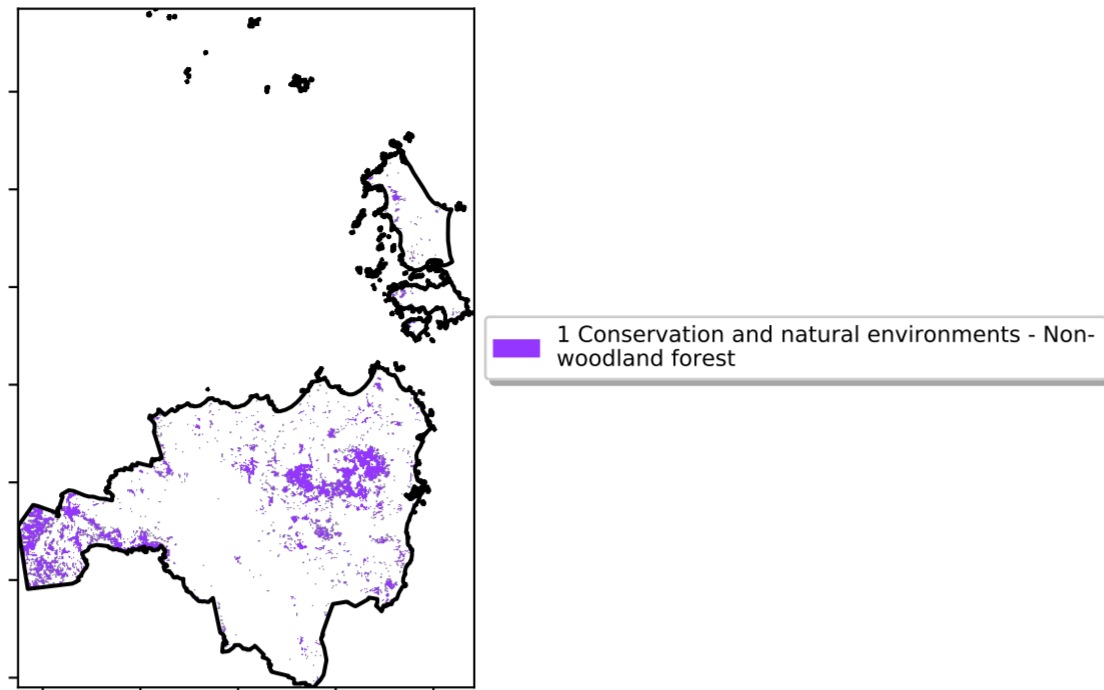 1 Conservation and natural environments - Non-
woodland forest